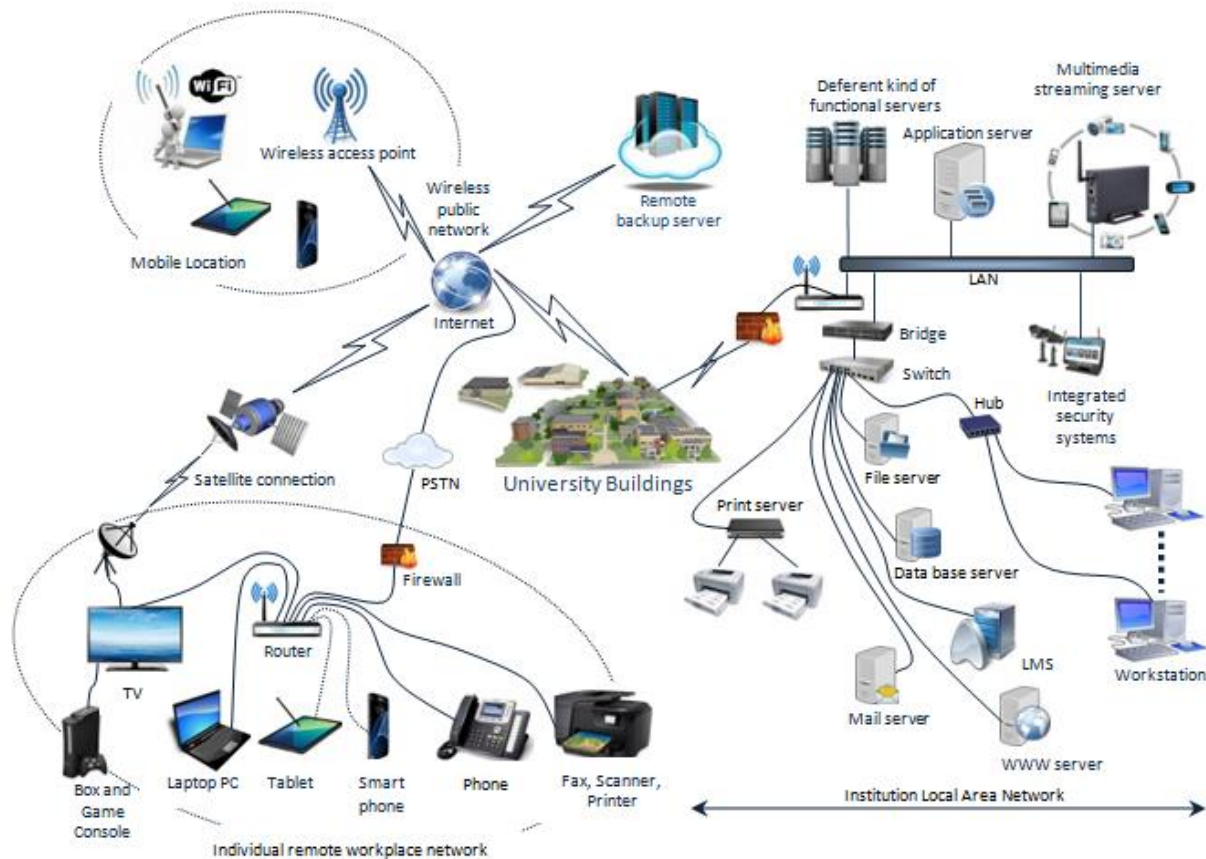 WiFi
Wireless access point
Mobile Location
Wireless
public
network
Internet
Remote
backup server
Deferent kind of
functional servers
Application server
Multimedia
streaming server
LAN
Bridge
Switch
Hub
Integrated
security
systems
File server
Print server
Data base server
LMS
Workstation
Mail server
WWW server
Institution Local Area Network
University Buildings
Satellite connection
PSTN
Firewall
Router
TV
Box and
Game
Console
Laptop PC
Tablet
Smart
phone
Phone
Fax, Scanner,
Printer
Individual remote workplace network